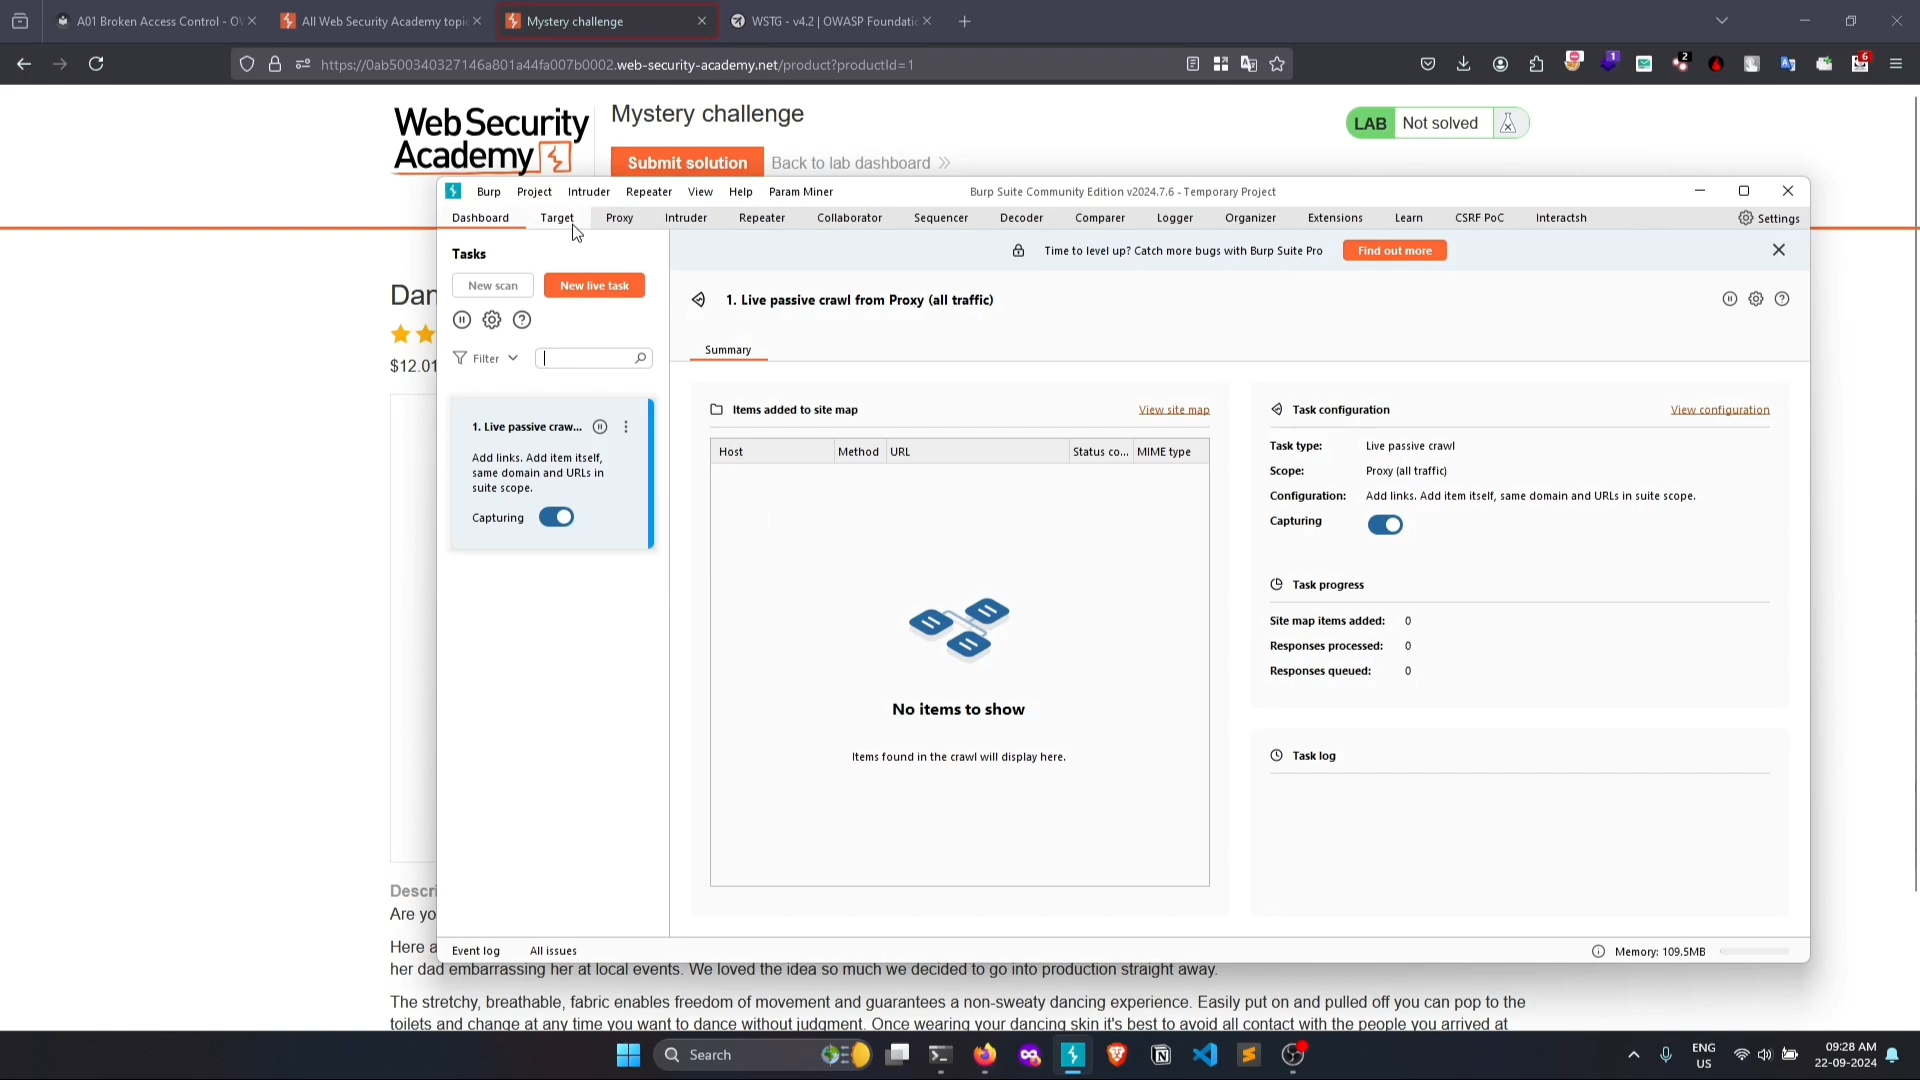 A01 Broken Access Control - OV
All Web Security Academy topic
Mystery challenge
WSTG - v4.2 | OWASP Foundatio
https://0ab500340327146a801a44fa007b0002.web-security-academy.net/product?productId=1
1
2
6
Web Security
Academy
Mystery challenge
LAB Not solved
Submit solution
Back to lab dashboard
Burp Project Intruder Repeater View Help Param Miner
Burp Suite Community Edition v2024.7.6 - Temporary Project
Dashboard Target Proxy Intruder Repeater Collaborator Sequencer Decoder Comparer Logger Organizer Extensions Learn CSRF PoC Interactsh Settings
Tasks
Time to level up? Catch more bugs with Burp Suite Pro
Find out more
New scan
New live task
Dan
1. Live passive crawl from Proxy (all traffic)
Summary
Filter
$12.01
Items added to site map
View site map
Task configuration
View configuration
1. Live passive craw...
Host Method URL Status co... MIME type
Task type: Live passive crawl
Add links. Add item itself,
same domain and URLs in
suite scope.
Scope: Proxy (all traffic)
Configuration: Add links. Add item itself, same domain and URLs in suite scope.
Capturing
Capturing
Task progress
Site map items added: 0
Responses processed: 0
Responses queued: 0
No items to show
Items found in the crawl will display here.
Task log
Descri
Are yo
Here a
Event log
All issues
Memory: 109.5MB
her dad embarrassing her at local events. We loved the idea so much we decided to go into production straight away.
The stretchy, breathable, fabric enables freedom of movement and guarantees a non-sweaty dancing experience. Easily put on and pulled off you can pop to the
toilets and change at any time you want to dance without judgment. Once wearing your dancing skin it's best to avoid all contact with the people you arrived at
Search
ENG
US
09:28 AM
22-09-2024